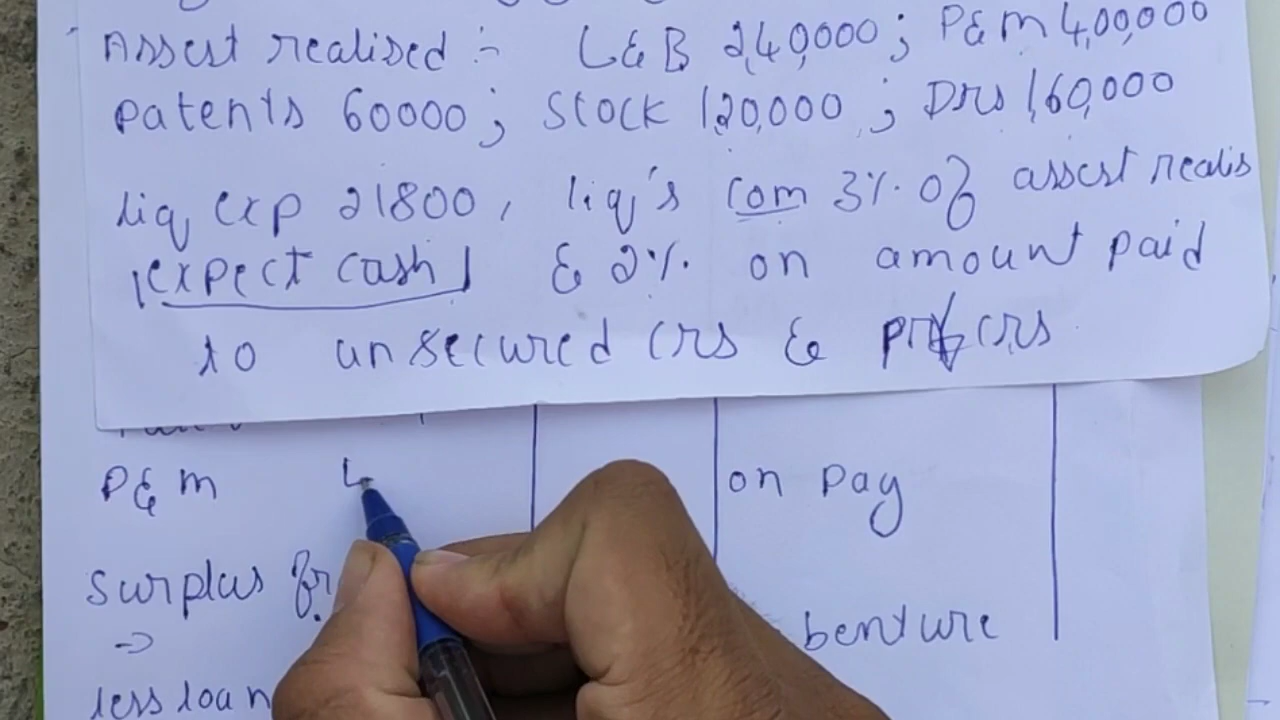 Assest realised :- L&B 2,40,000; P&M 4,00,000
Patents 60000; Stock 1,20,000; Drs 1,60,000
liq exp 21800, liq's com 3% of assest realis
expect cash & 2% on amount paid
to unsecured crs & crs
P&M on pay
surplus fr
benture
less loan